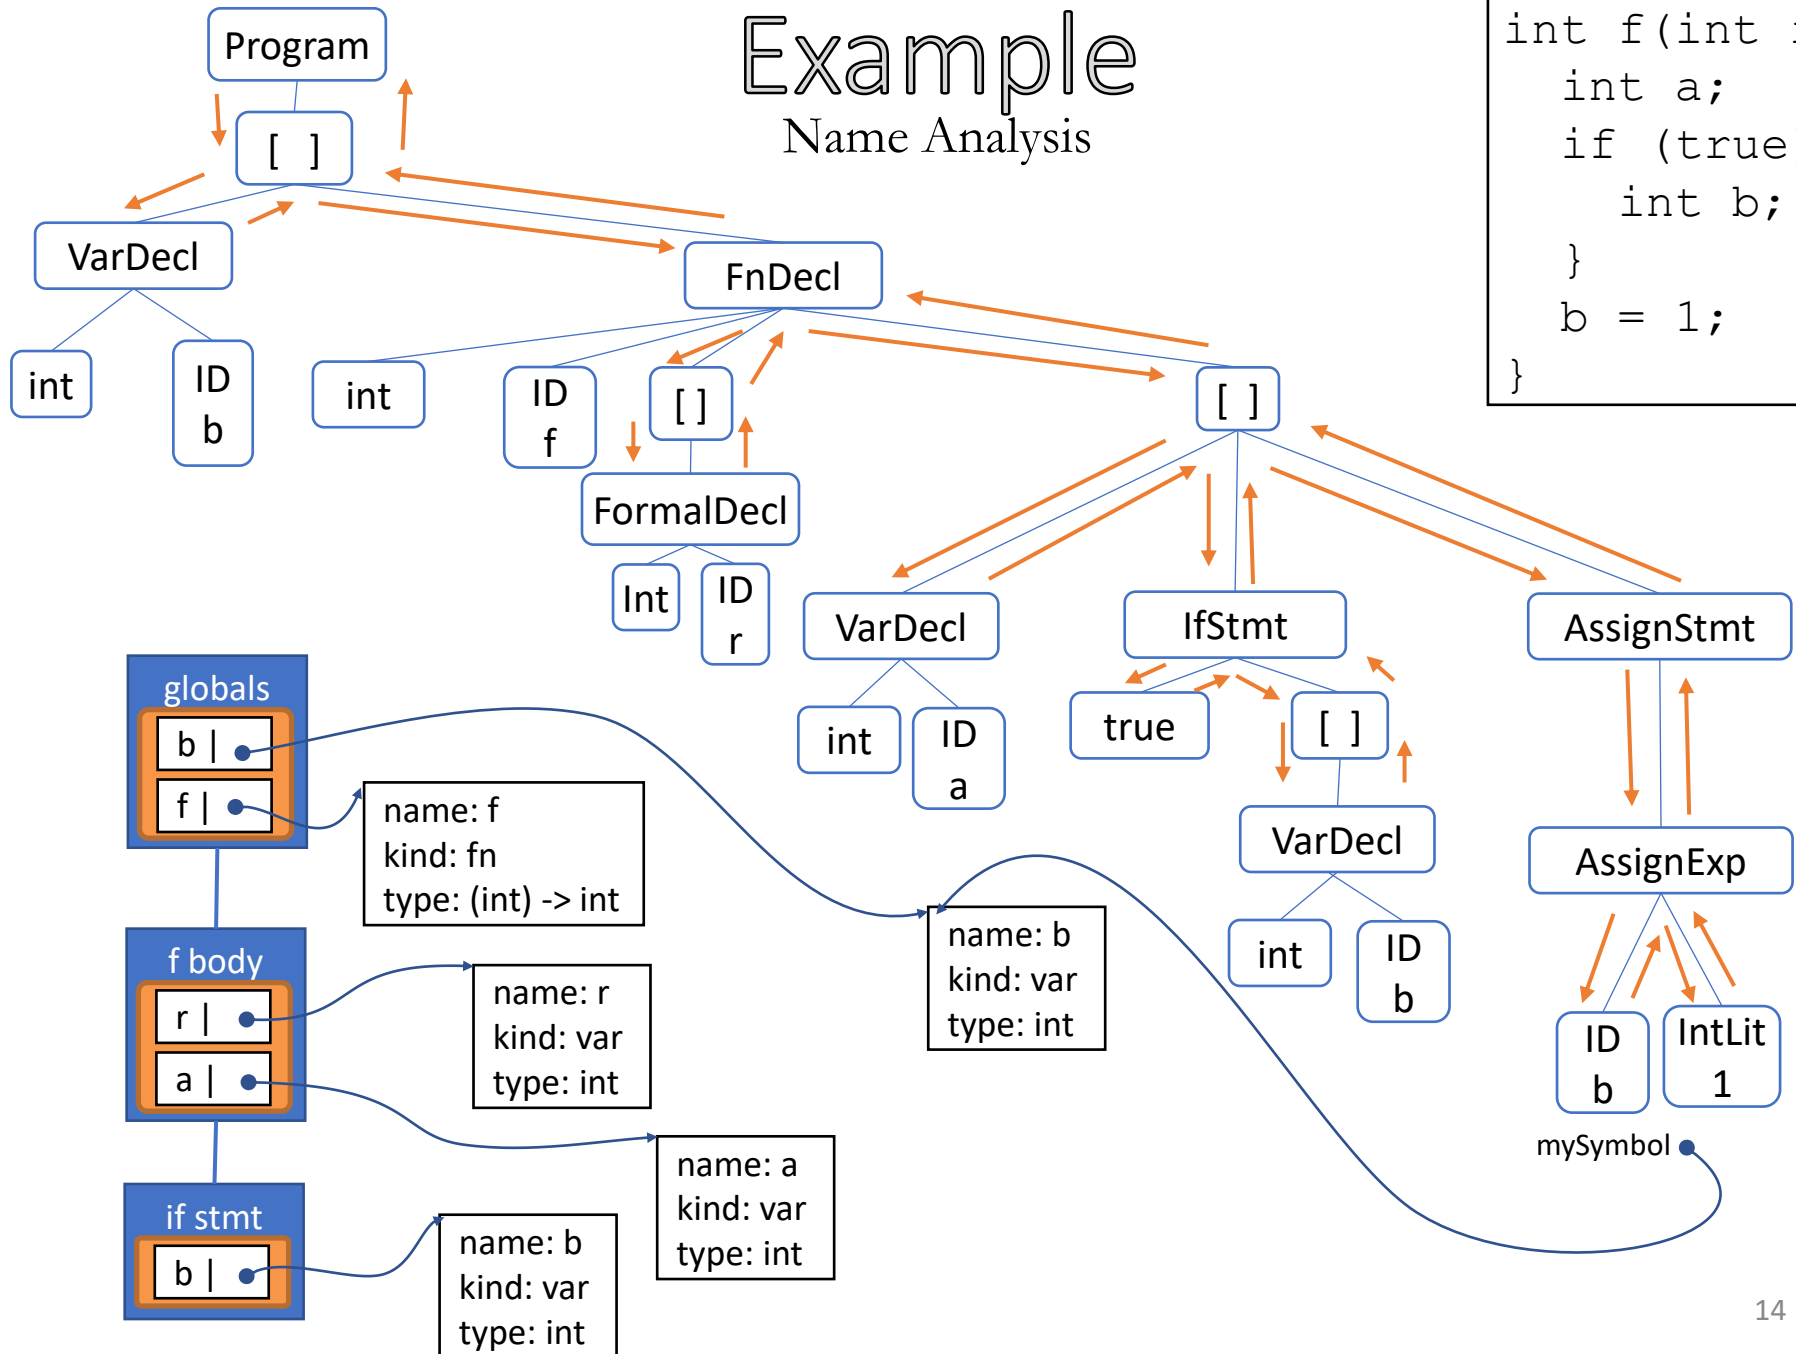 Example
Name Analysis
int f(int
int a;
if (true
int b;
}
b = 1;
}
Program
[ ]
VarDecl
FnDecl
int
ID
b
int
ID
f
[ ]
[ ]
FormalDecl
Int
ID
r
VarDecl
IfStmt
AssignStmt
int
ID
a
true
[ ]
VarDecl
AssignExp
int
ID
b
ID
b
IntLit
1
mySymbol
globals
b |
f |
name: f
kind: fn
type: (int) -> int
f body
r |
a |
name: r
kind: var
type: int
name: b
kind: var
type: int
name: a
kind: var
type: int
if stmt
b |
name: b
kind: var
type: int
14